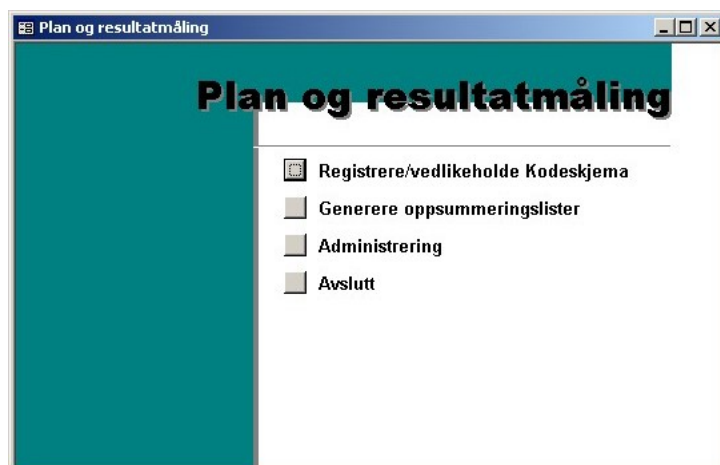 Plan og resultatmåling
Plan og resultatmåling
Registrere/vedlikeholde Kodeskjema
Generere oppsummeringslister
Administrering
Avslutt